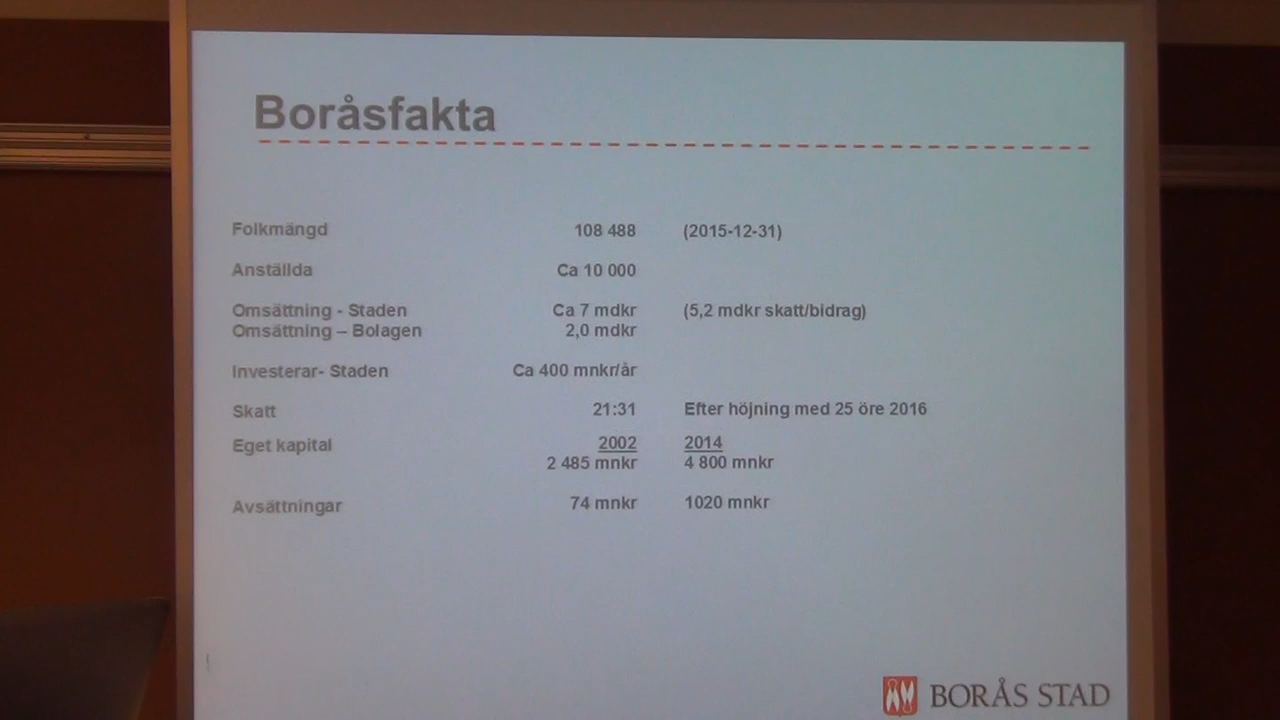 Boråsfakta
Folkmängd 108 488 (2015-12-31)
Anställda Ca 10 000
Omsättning - Staden Ca 7 mdkr (5,2 mdkr skatt/bidrag)
Omsättning – Bolagen 2,0 mdkr
Investerar- Staden Ca 400 mnkr/år
Skatt 21:31 Efter höjning med 25 öre 2016
Eget kapital 2002 2014
2 485 mnkr 4 800 mnkr
Avsättningar 74 mnkr 1020 mnkr
BORÅS STAD